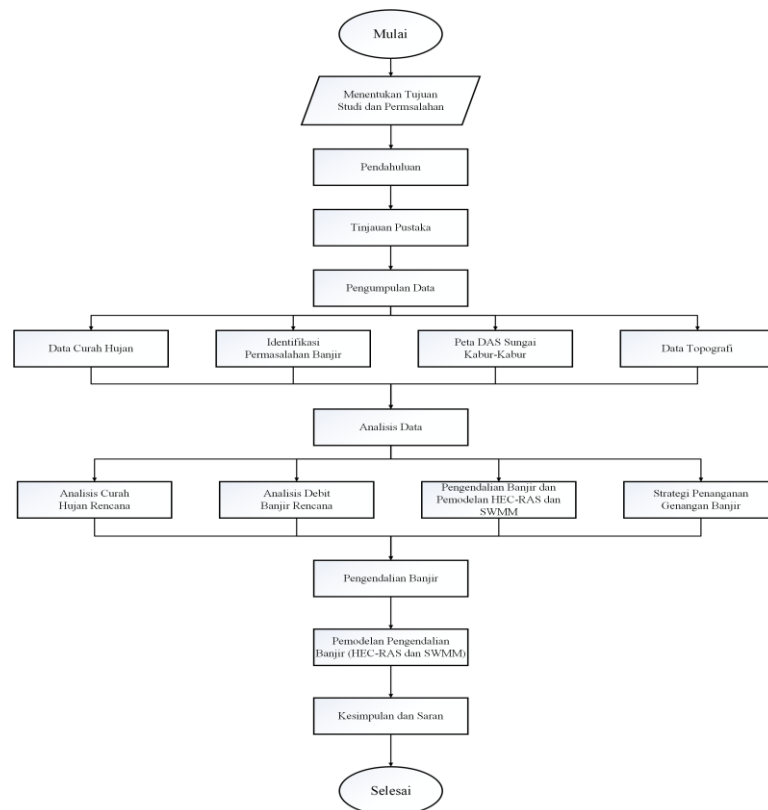 Mulai
Menentukan Tujuan
Studi dan Permsalahan
Pendahuluan
Tinjauan Pustaka
Pengumpulan Data
Data Curah Hujan
Identifikasi
Permasalahan Banjir
Peta DAS Sungai
Kabur-Kabur
Data Topografi
Analisis Data
Analisis Curah
Hujan Rencana
Analisis Debit
Banjir Rencana
Pengendalian Banjir dan
Pemodelan HEC-RAS dan
SWMM
Strategi Penanganan
Genangan Banjir
Pengendalian Banjir
Pemodelan Pengendalian
Banjir (HEC-RAS dan SWMM)
Kesimpulan dan Saran
Selesai